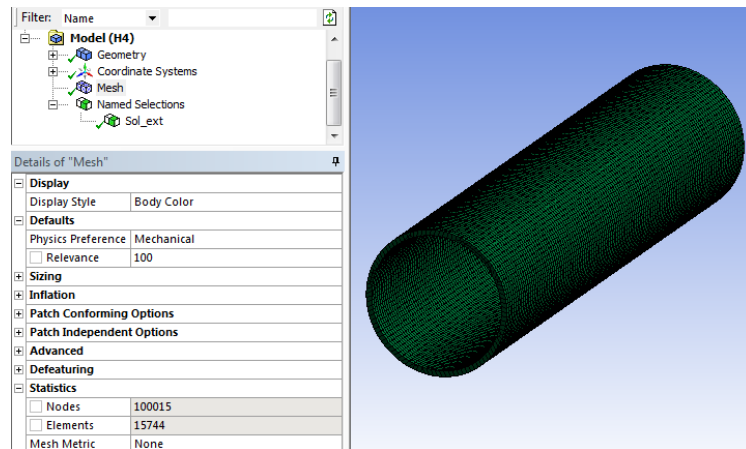 Filter: Name
Model (H4)
Geometry
Coordinate Systems
Mesh
Named Selections
Sol_ext
Details of "Mesh"
Display
Display Style Body Color
Defaults
Physics Preference Mechanical
Relevance 100
Sizing
Inflation
Patch Conforming Options
Patch Independent Options
Advanced
Defeaturing
Statistics
Nodes 100015
Elements 15744
Mesh Metric None